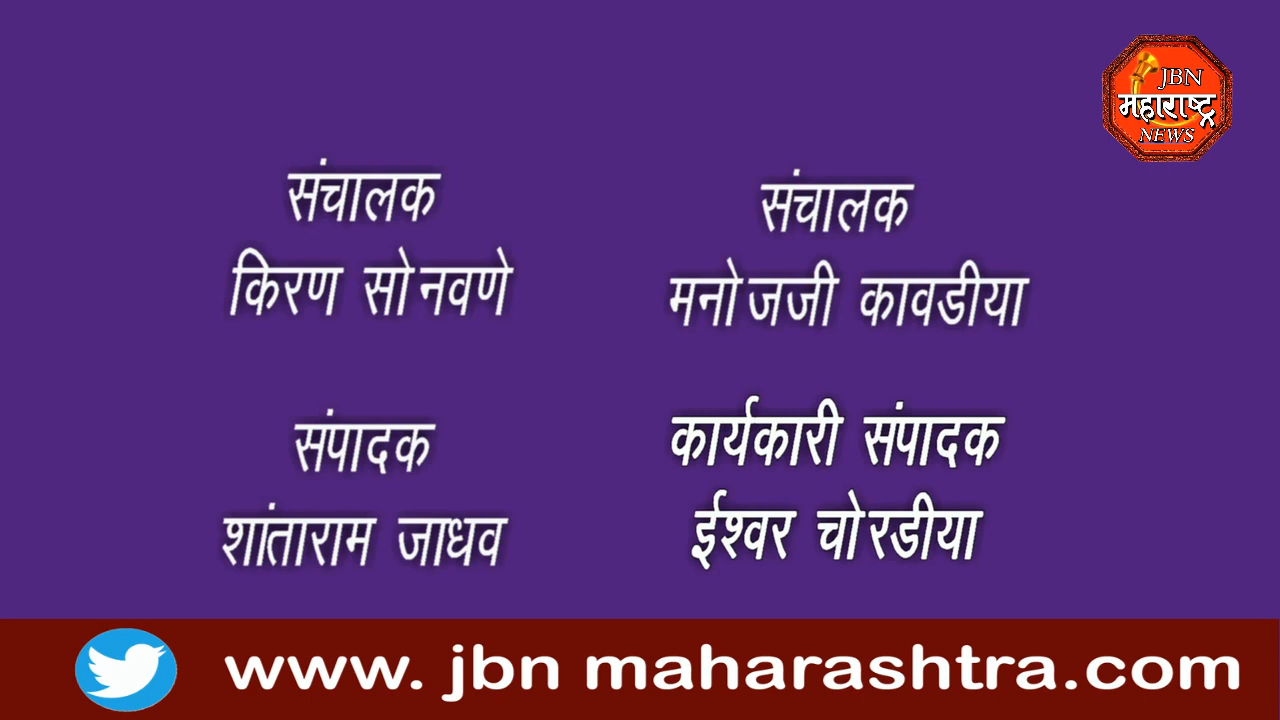 JBN
महाराष्ट्र
NEWS
संचालक
किरण सोनवणे
संचालक
मनोजजी कावडीया
संपादक
शांताराम जाधव
कार्यकारी संपादक
ईश्वर चोरडीया
www. jbn maharashtra.com